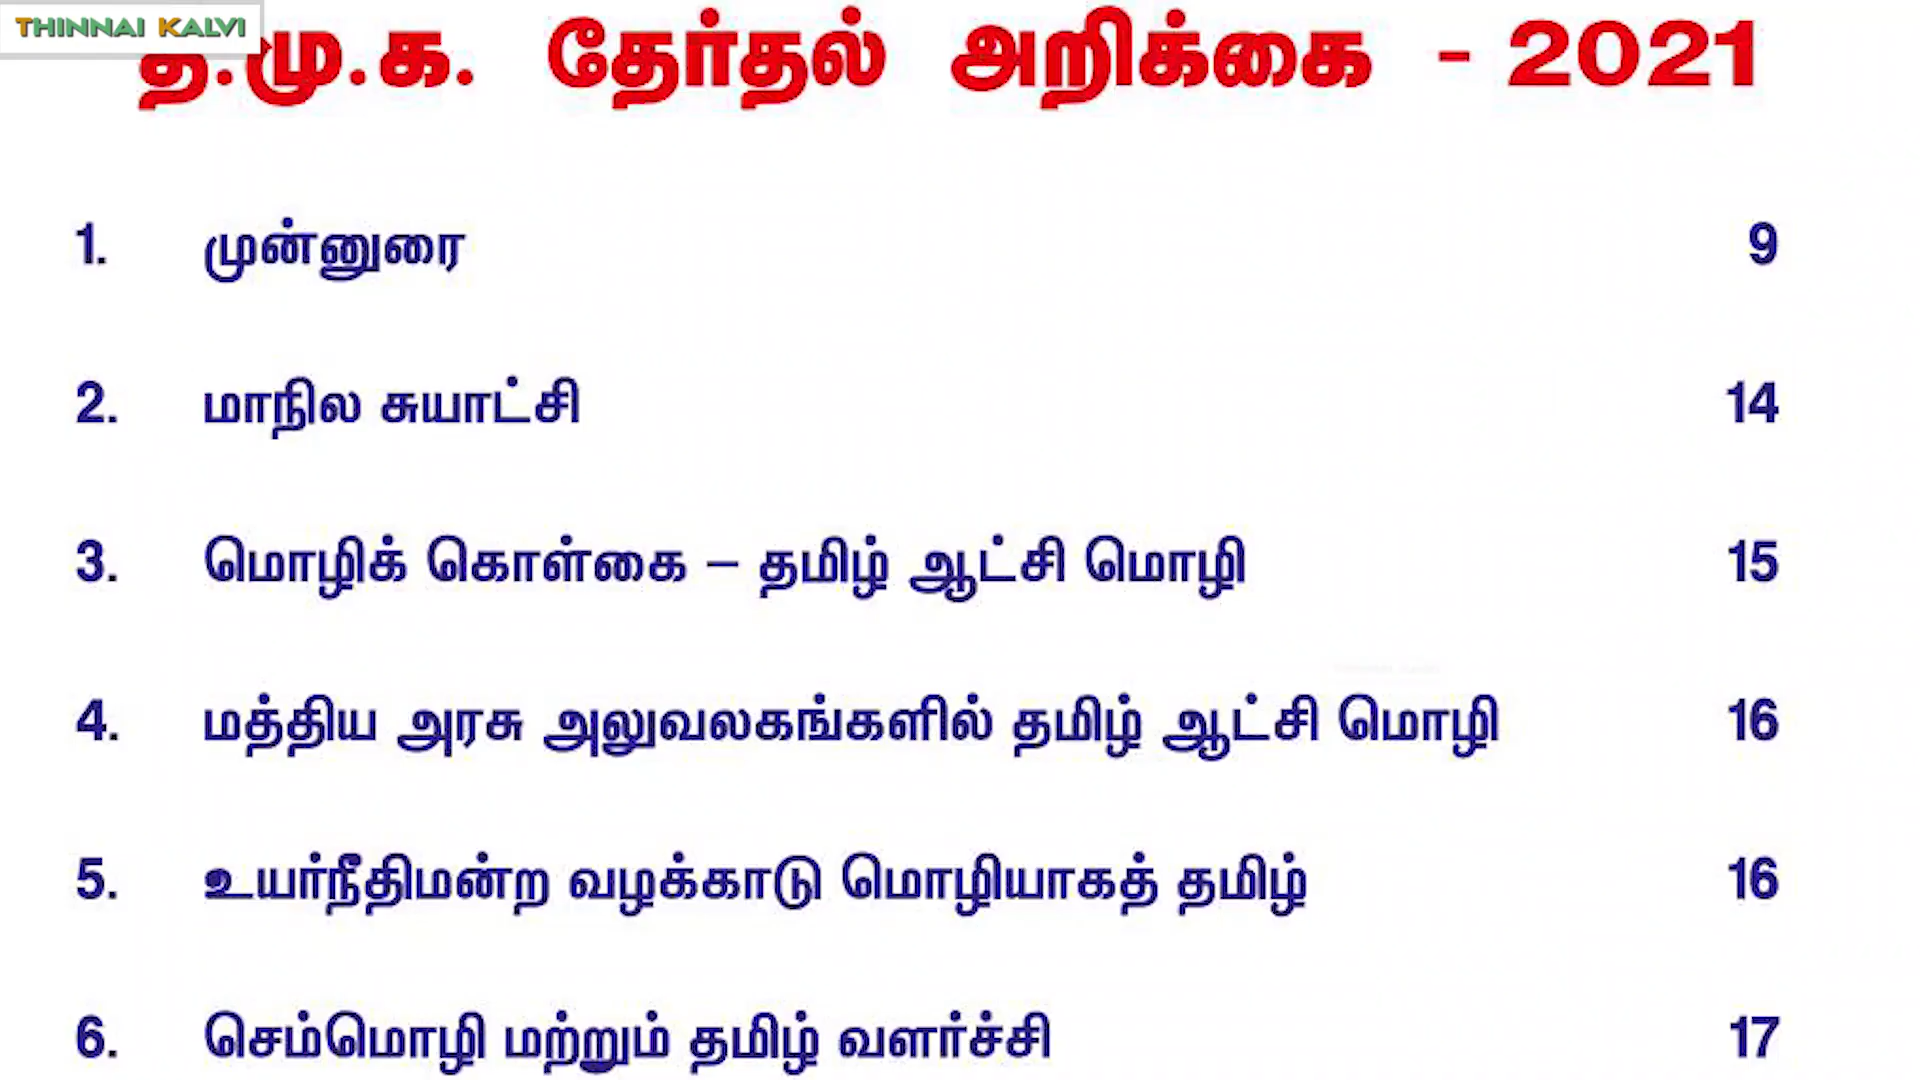 THINNAI KALVI
தி.மு.க. தேர்தல் அறிக்கை - 2021
1. முன்னுரை 9
2. மாநில சுயாட்சி 14
3. மொழிக் கொள்கை – தமிழ் ஆட்சி மொழி 15
4. மத்திய அரசு அலுவலகங்களில் தமிழ் ஆட்சி மொழி 16
5. உயர்நீதிமன்ற வழக்காடு மொழியாகத் தமிழ் 16
6. செம்மொழி மற்றும் தமிழ் வளர்ச்சி 17